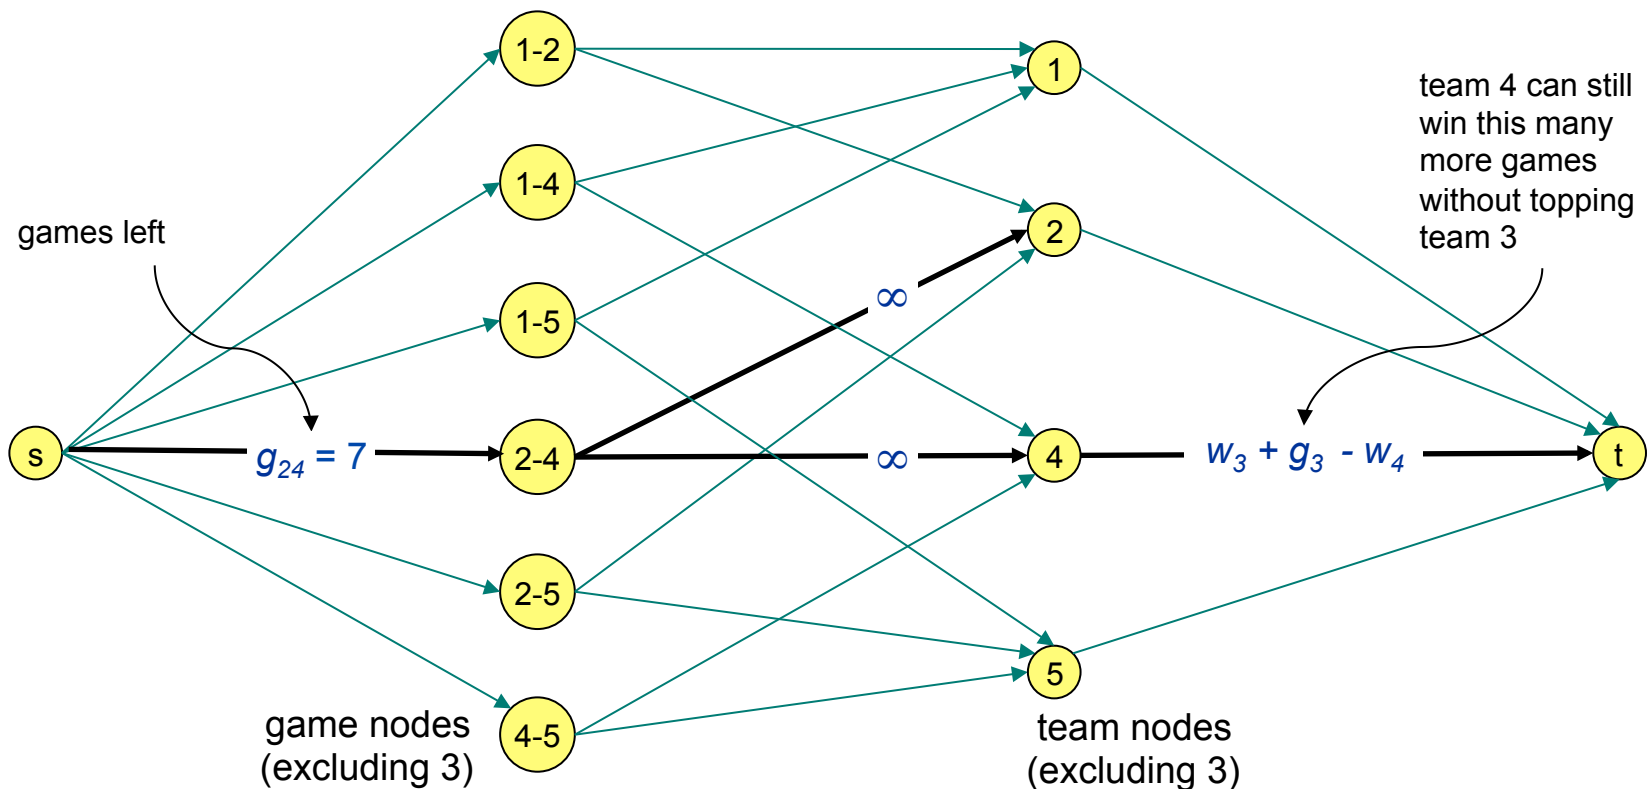 1-2
1
team 4 can still
win this many
more games
without topping
team 3
1-4
games left
2
1-5
∞
s
g24 = 7
2-4
∞
4
w3 + g3 - w4
t
2-5
5
4-5
game nodes
(excluding 3)
team nodes
(excluding 3)